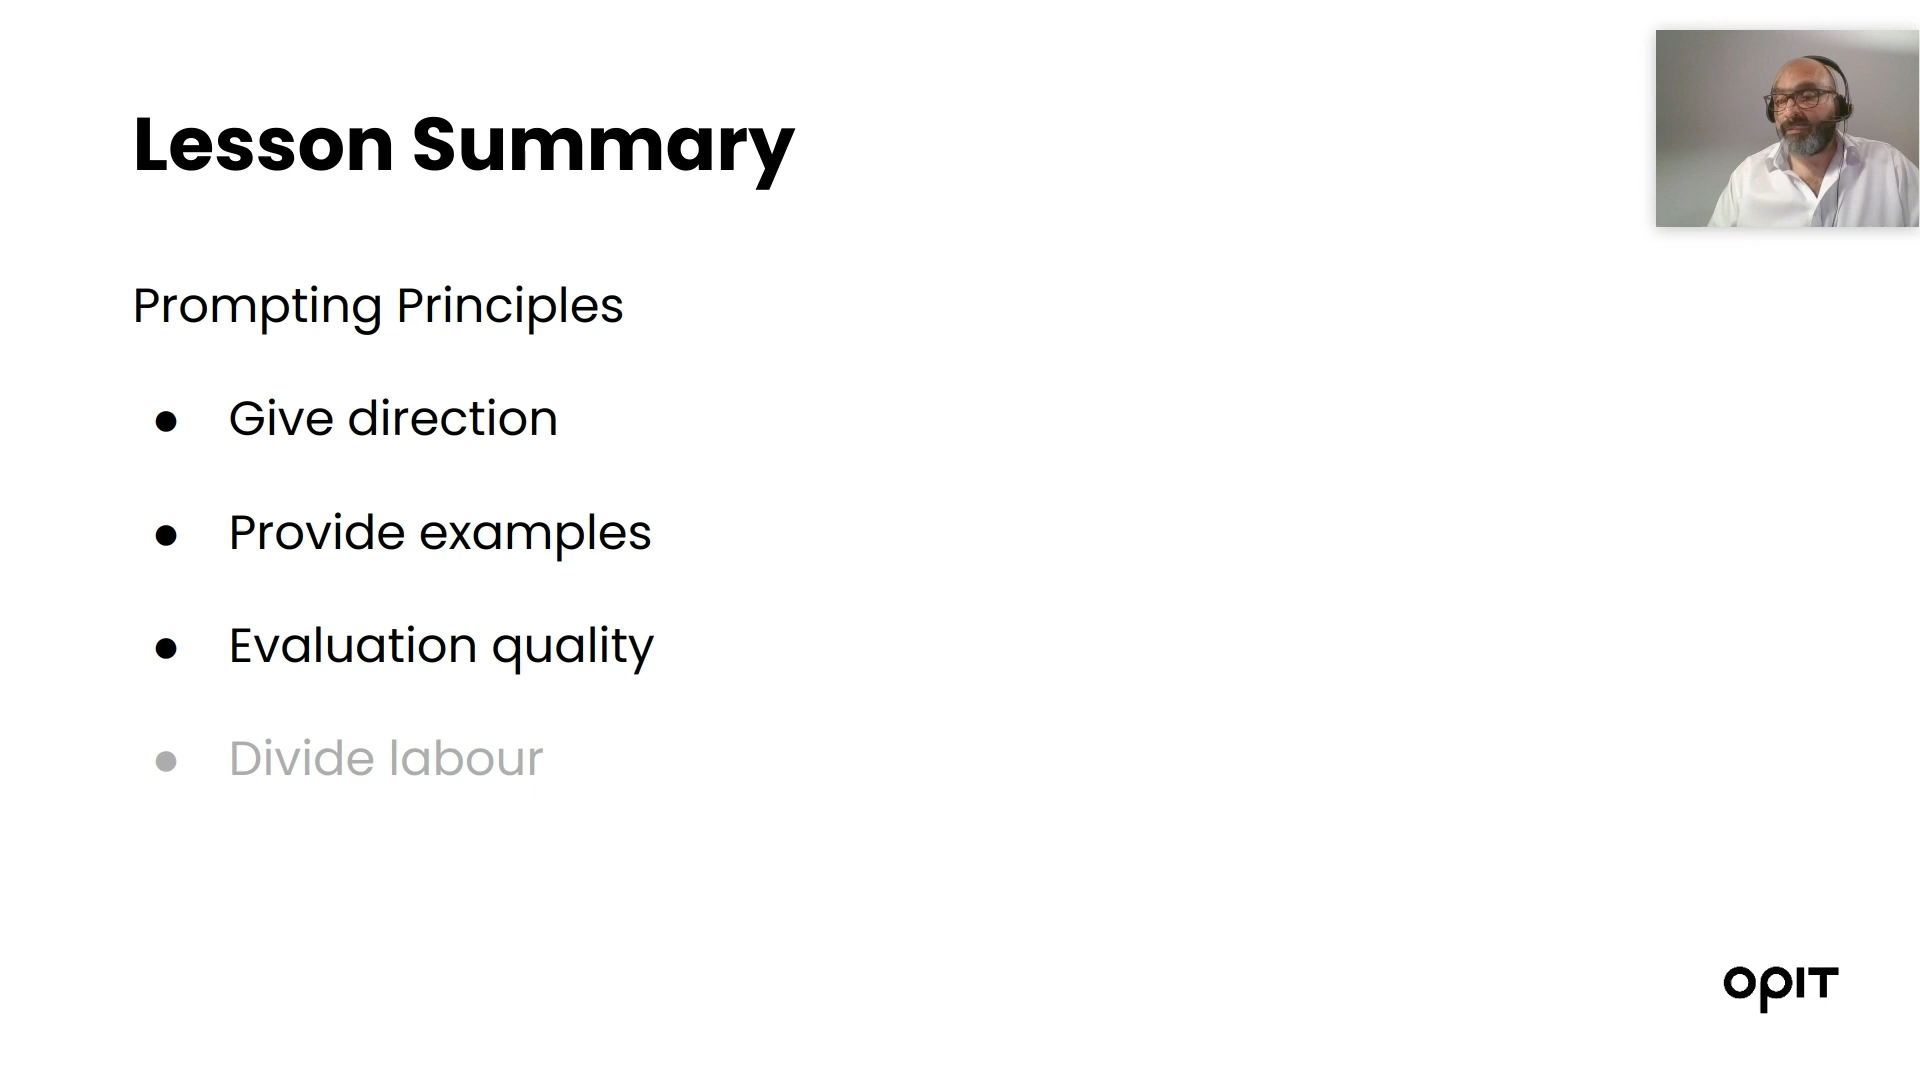 Lesson Summary
Prompting Principles
● Give direction
● Provide examples
● Evaluation quality
● Divide labour
OPIT